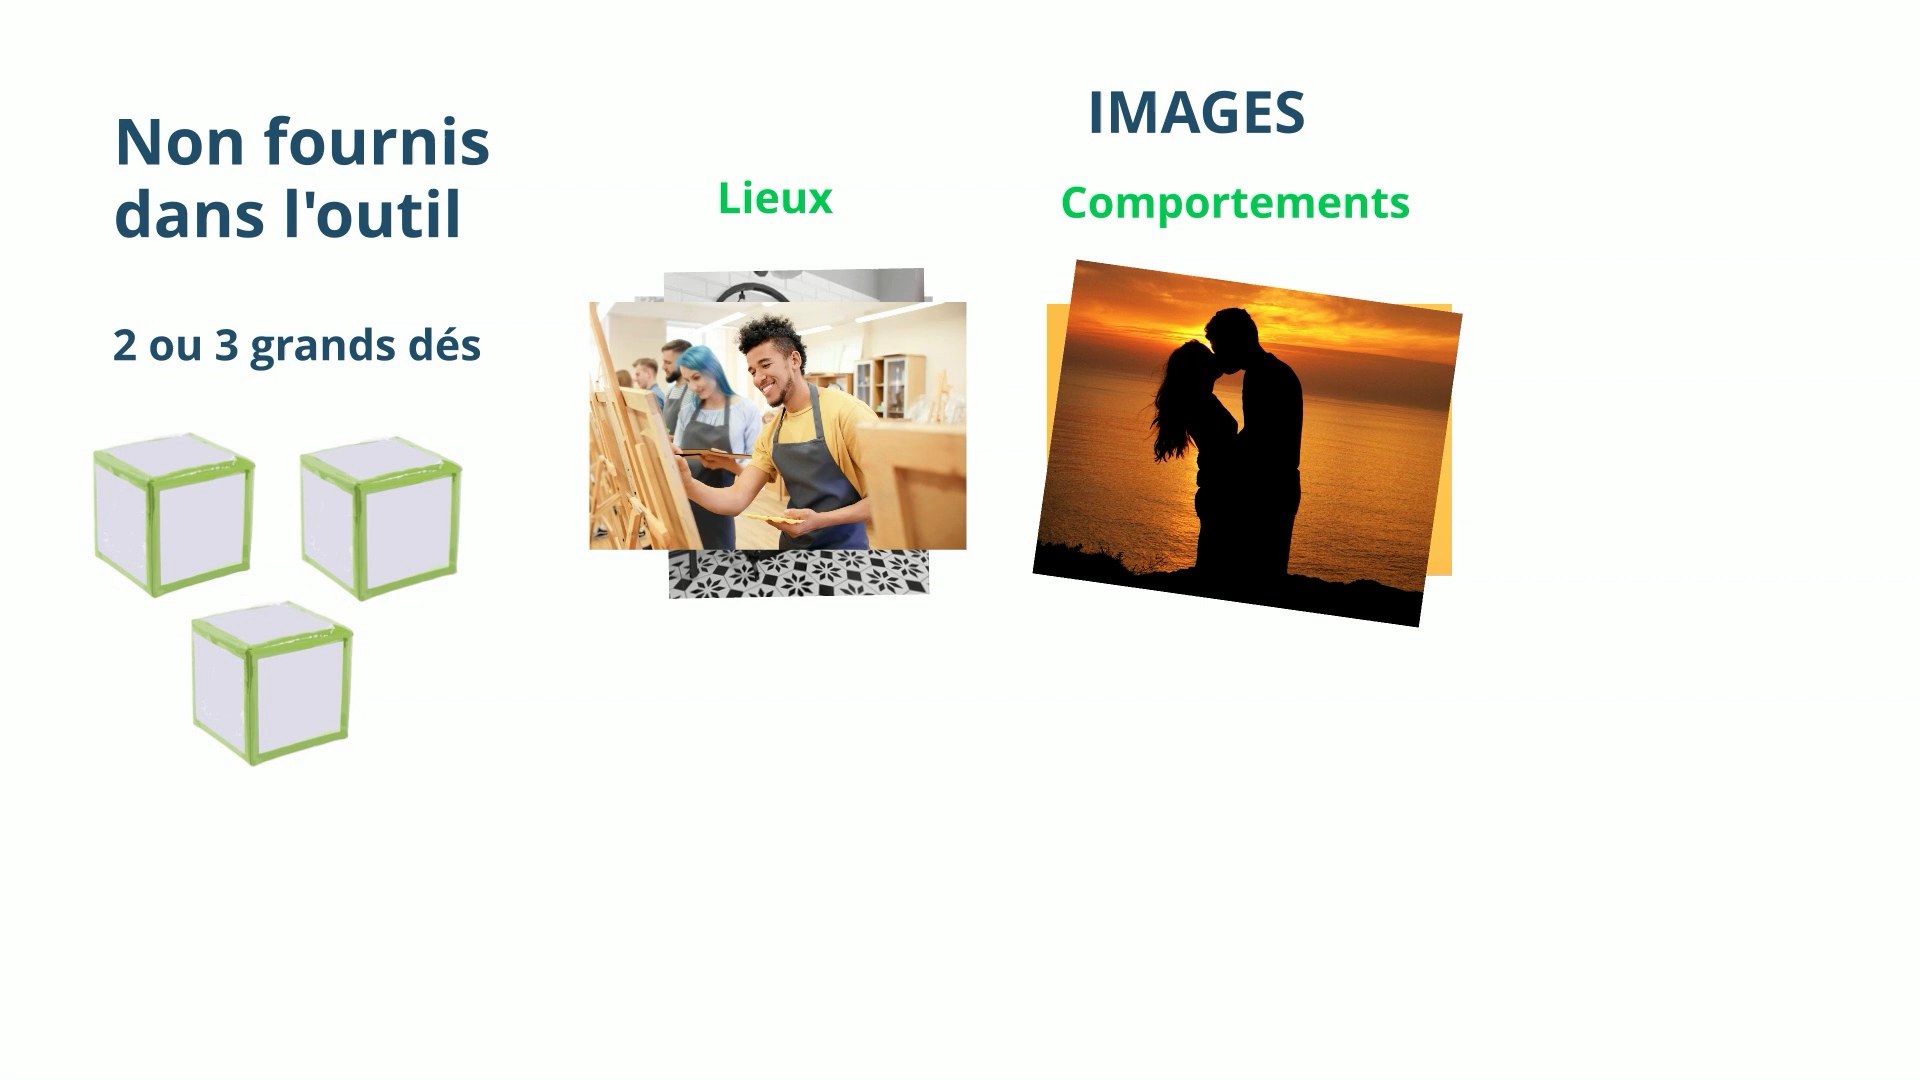 Non fournis
dans l'outil
2 ou 3 grands dés
IMAGES
Lieux
Comportements